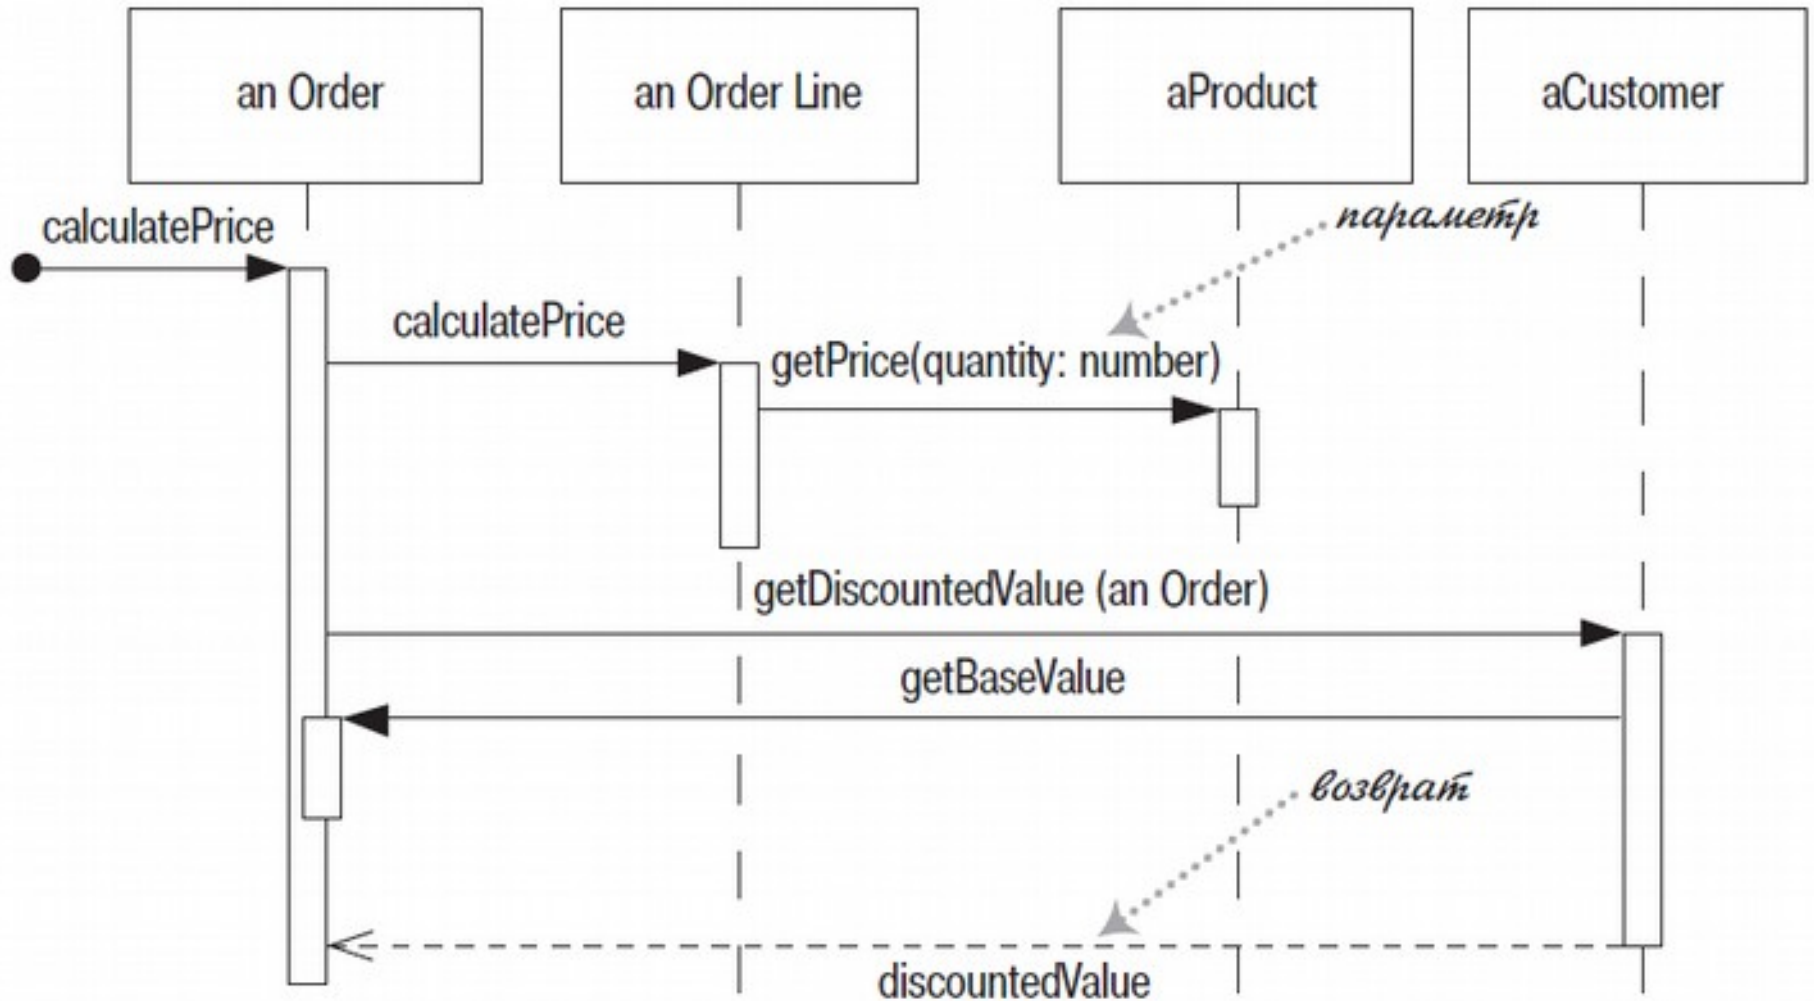 an Order
an Order Line
aProduct
aCustomer
calculatePrice
параметр
calculatePrice
getPrice(quantity: number)
getDiscountedValue (an Order)
getBaseValue
возврат
discountedValue